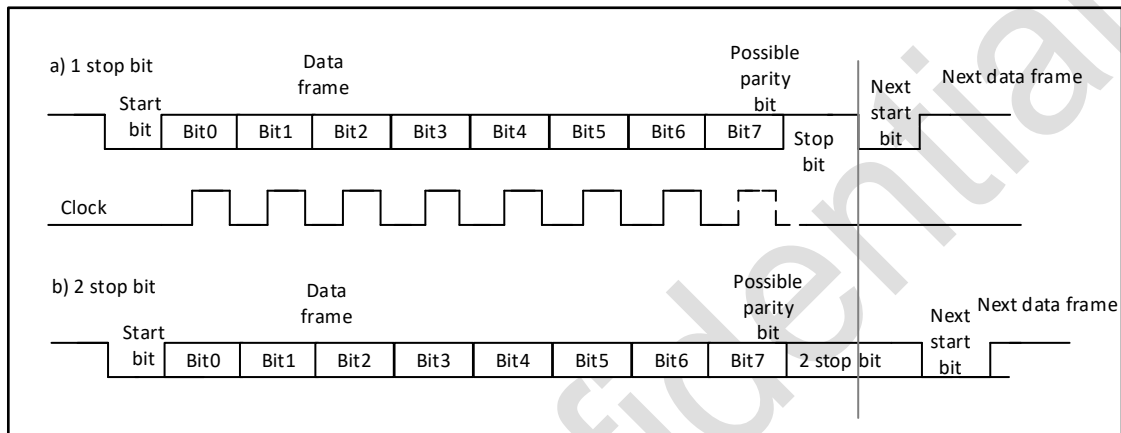 a) 1 stop bit
Data
frame
Possible
parity
bit
Start
bit
Bit0 Bit1 Bit2 Bit3 Bit4 Bit5 Bit6 Bit7
Stop
bit
Next
start
bit
Next data frame
Clock
b) 2 stop bit
Data
frame
Possible
parity
bit
Start
bit
Bit0 Bit1 Bit2 Bit3 Bit4 Bit5 Bit6 Bit7 2 stop bit
Next
start
bit
Next data frame
fidential